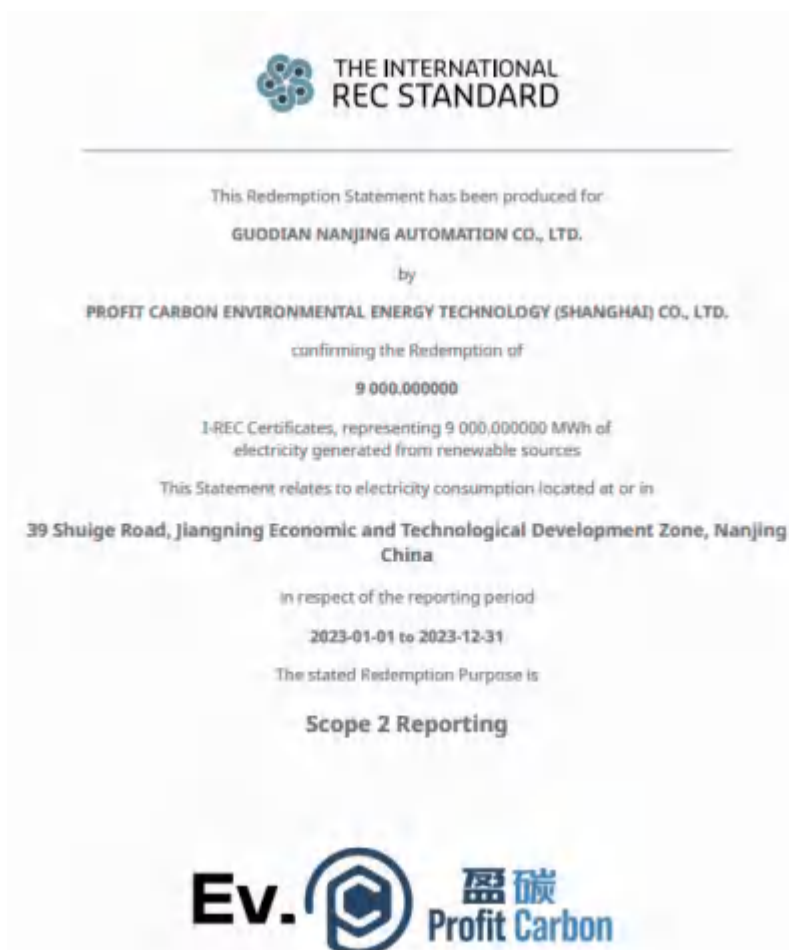 THE INTERNATIONAL
REC STANDARD
This Redemption Statement has been produced for
GUODIAN NANJING AUTOMATION CO., LTD.
by
PROFIT CARBON ENVIRONMENTAL ENERGY TECHNOLOGY (SHANGHAI) CO., LTD.
confirming the Redemption of
9 000.000000
I-REC Certificates, representing 9 000.000000 MWh of
electricity generated from renewable sources
This Statement relates to electricity consumption located at or in
39 Shuige Road, Jiangning Economic and Technological Development Zone, Nanjing
China
in respect of the reporting period
2023-01-01 to 2023-12-31
The stated Redemption Purpose is
Scope 2 Reporting
Ev.
盈碳
Profit Carbon